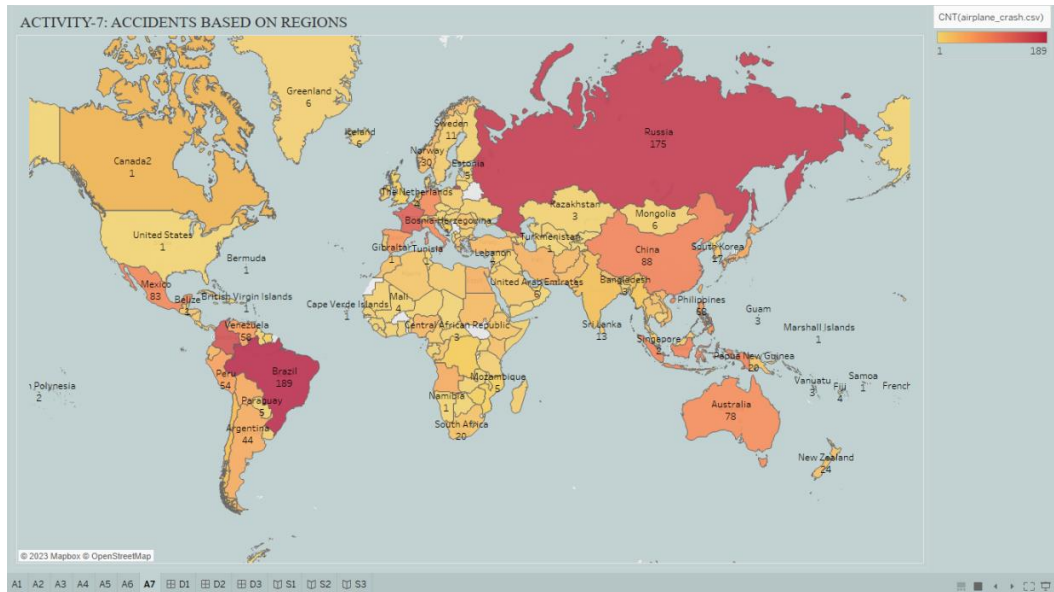 ACTIVITY-7: ACCIDENTS BASED ON REGIONS
CNT(airplane_crash.csv)
1 189
Greenland
6
Iceland
6
Sweden
11
Norway
30
Estonia
Russia
175
Canada2
1
The Netherlands
Kazakhstan
3
Mongolia
6
Bosnia-Herzegovina
United States
1
Bermuda
1
Gibraltar
1
Tunisia
1
Lebanon
Turkmenistan
1
China
88
South Korea
17
Mexico
83
Belize
British Virgin Islands
1
Cape Verde Islands
1
Mali
4
United Arab Emirates
6
Bangladesh
Philippines
Guam
3
Marshall Islands
1
Venezuela
58
Central African Republic
3
Sri Lanka
13
Singapore
Papua New Guinea
20
Peru
54
Brazil
189
Mozambique
5
Samoa
1
Vanuatu
3
Fiji
4
French
Polynesia
2
Paraguay
5
Namibia
1
Australia
78
Argentina
44
South Africa
20
New Zealand
24
© 2023 Mapbox © OpenStreetMap
A1 A2 A3 A4 A5 A6 A7 D1 D2 D3 S1 S2 S3